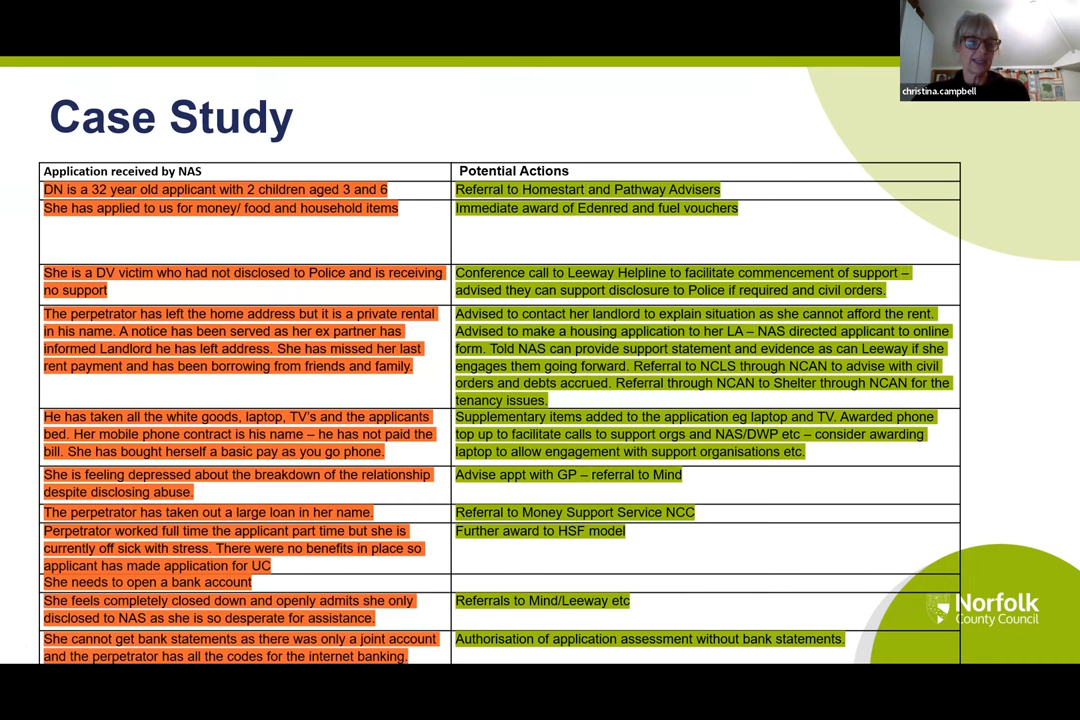 christina.campbell
Case Study
Application received by NAS
Potential Actions
DN is a 32 year old applicant with 2 children aged 3 and 6
Referral to Homestart and Pathway Advisers
She has applied to us for money/ food and household items
Immediate award of Edenred and fuel vouchers
She is a DV victim who had not disclosed to Police and is receiving
no support
Conference call to Leeway Helpline to facilitate commencement of support –
advised they can support disclosure to Police if required and civil orders.
The perpetrator has left the home address but it is a private rental
in his name. A notice has been served as her ex partner has
informed Landlord he has left address. She has missed her last
rent payment and has been borrowing from friends and family.
Advised to contact her landlord to explain situation as she cannot afford the rent.
Advised to make a housing application to her LA – NAS directed applicant to online
form. Told NAS can provide support statement and evidence as can Leeway if she
engages them going forward. Referral to NCLS through NCAN to advise with civil
orders and debts accrued. Referral through NCAN to Shelter through NCAN for the
tenancy issues.
He has taken all the white goods, laptop, TV's and the applicants
bed. Her mobile phone contract is his name – he has not paid the
bill. She has bought herself a basic pay as you go phone.
Supplementary items added to the application eg laptop and TV. Awarded phone
top up to facilitate calls to support orgs and NAS/DWP etc – consider awarding
laptop to allow engagement with support organisations etc.
She is feeling depressed about the breakdown of the relationship
despite disclosing abuse.
Advise appt with GP – referral to Mind
The perpetrator has taken out a large loan in her name.
Referral to Money Support Service NCC
Perpetrator worked full time the applicant part time but she is
currently off sick with stress. There were no benefits in place so
applicant has made application for UC
Further award to HSF model
She needs to open a bank account
She feels completely closed down and openly admits she only
disclosed to NAS as she is so desperate for assistance.
Referrals to Mind/Leeway etc
She cannot get bank statements as there was only a joint account
and the perpetrator has all the codes for the internet banking.
Authorisation of application assessment without bank statements.
Norfolk
County Council